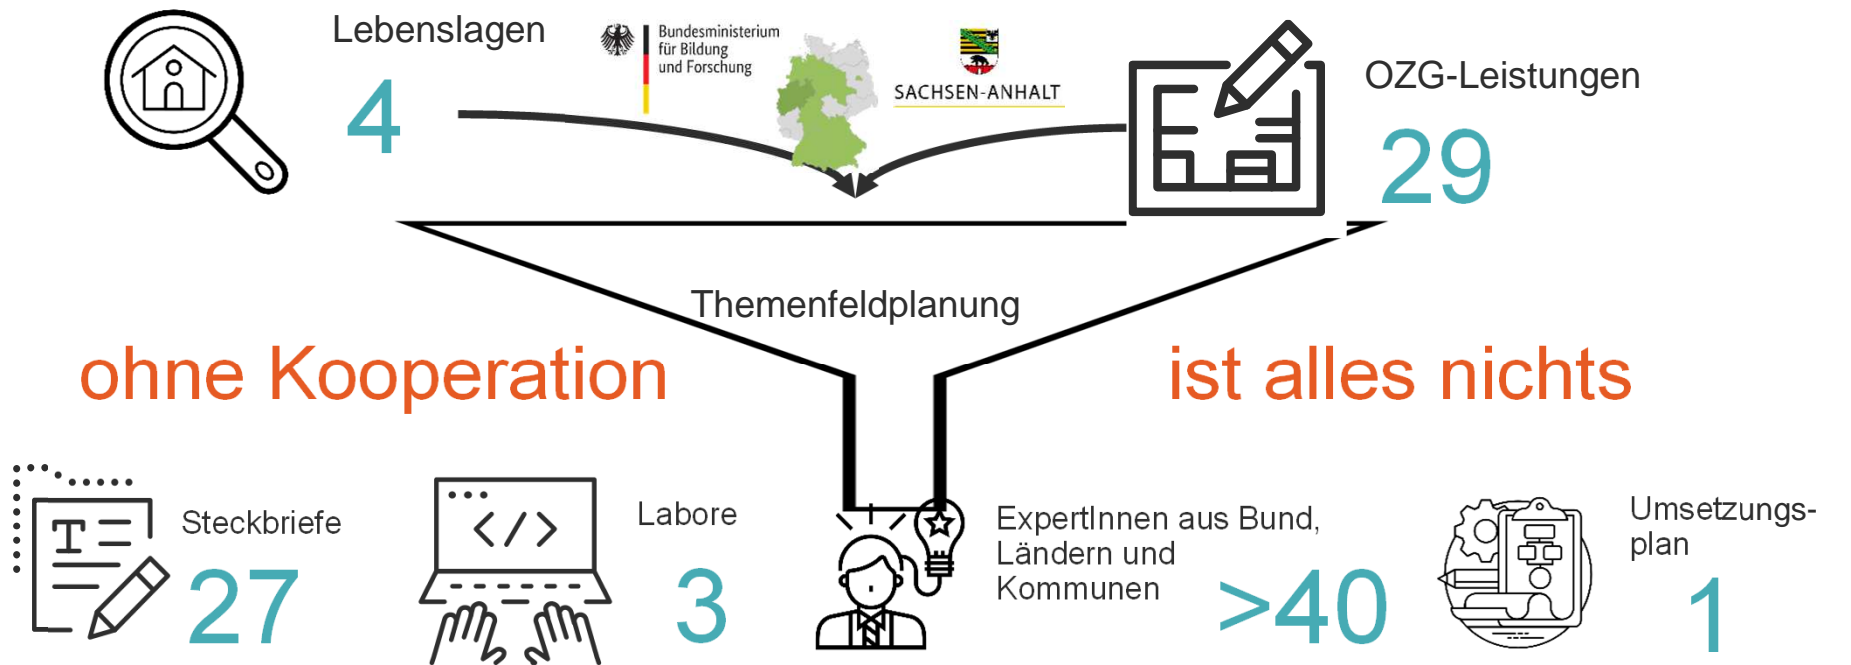 Lebenslagen
4
Bundesministerium
für Bildung
und Forschung
SACHSEN-ANHALT
OZG-Leistungen
29
Themenfeldplanung
ohne Kooperation
ist alles nichts
Steckbriefe
27
Labore
3
ExpertInnen aus Bund,
Ländern und
Kommunen
>40
Umsetzungs-
plan
1
T
</>